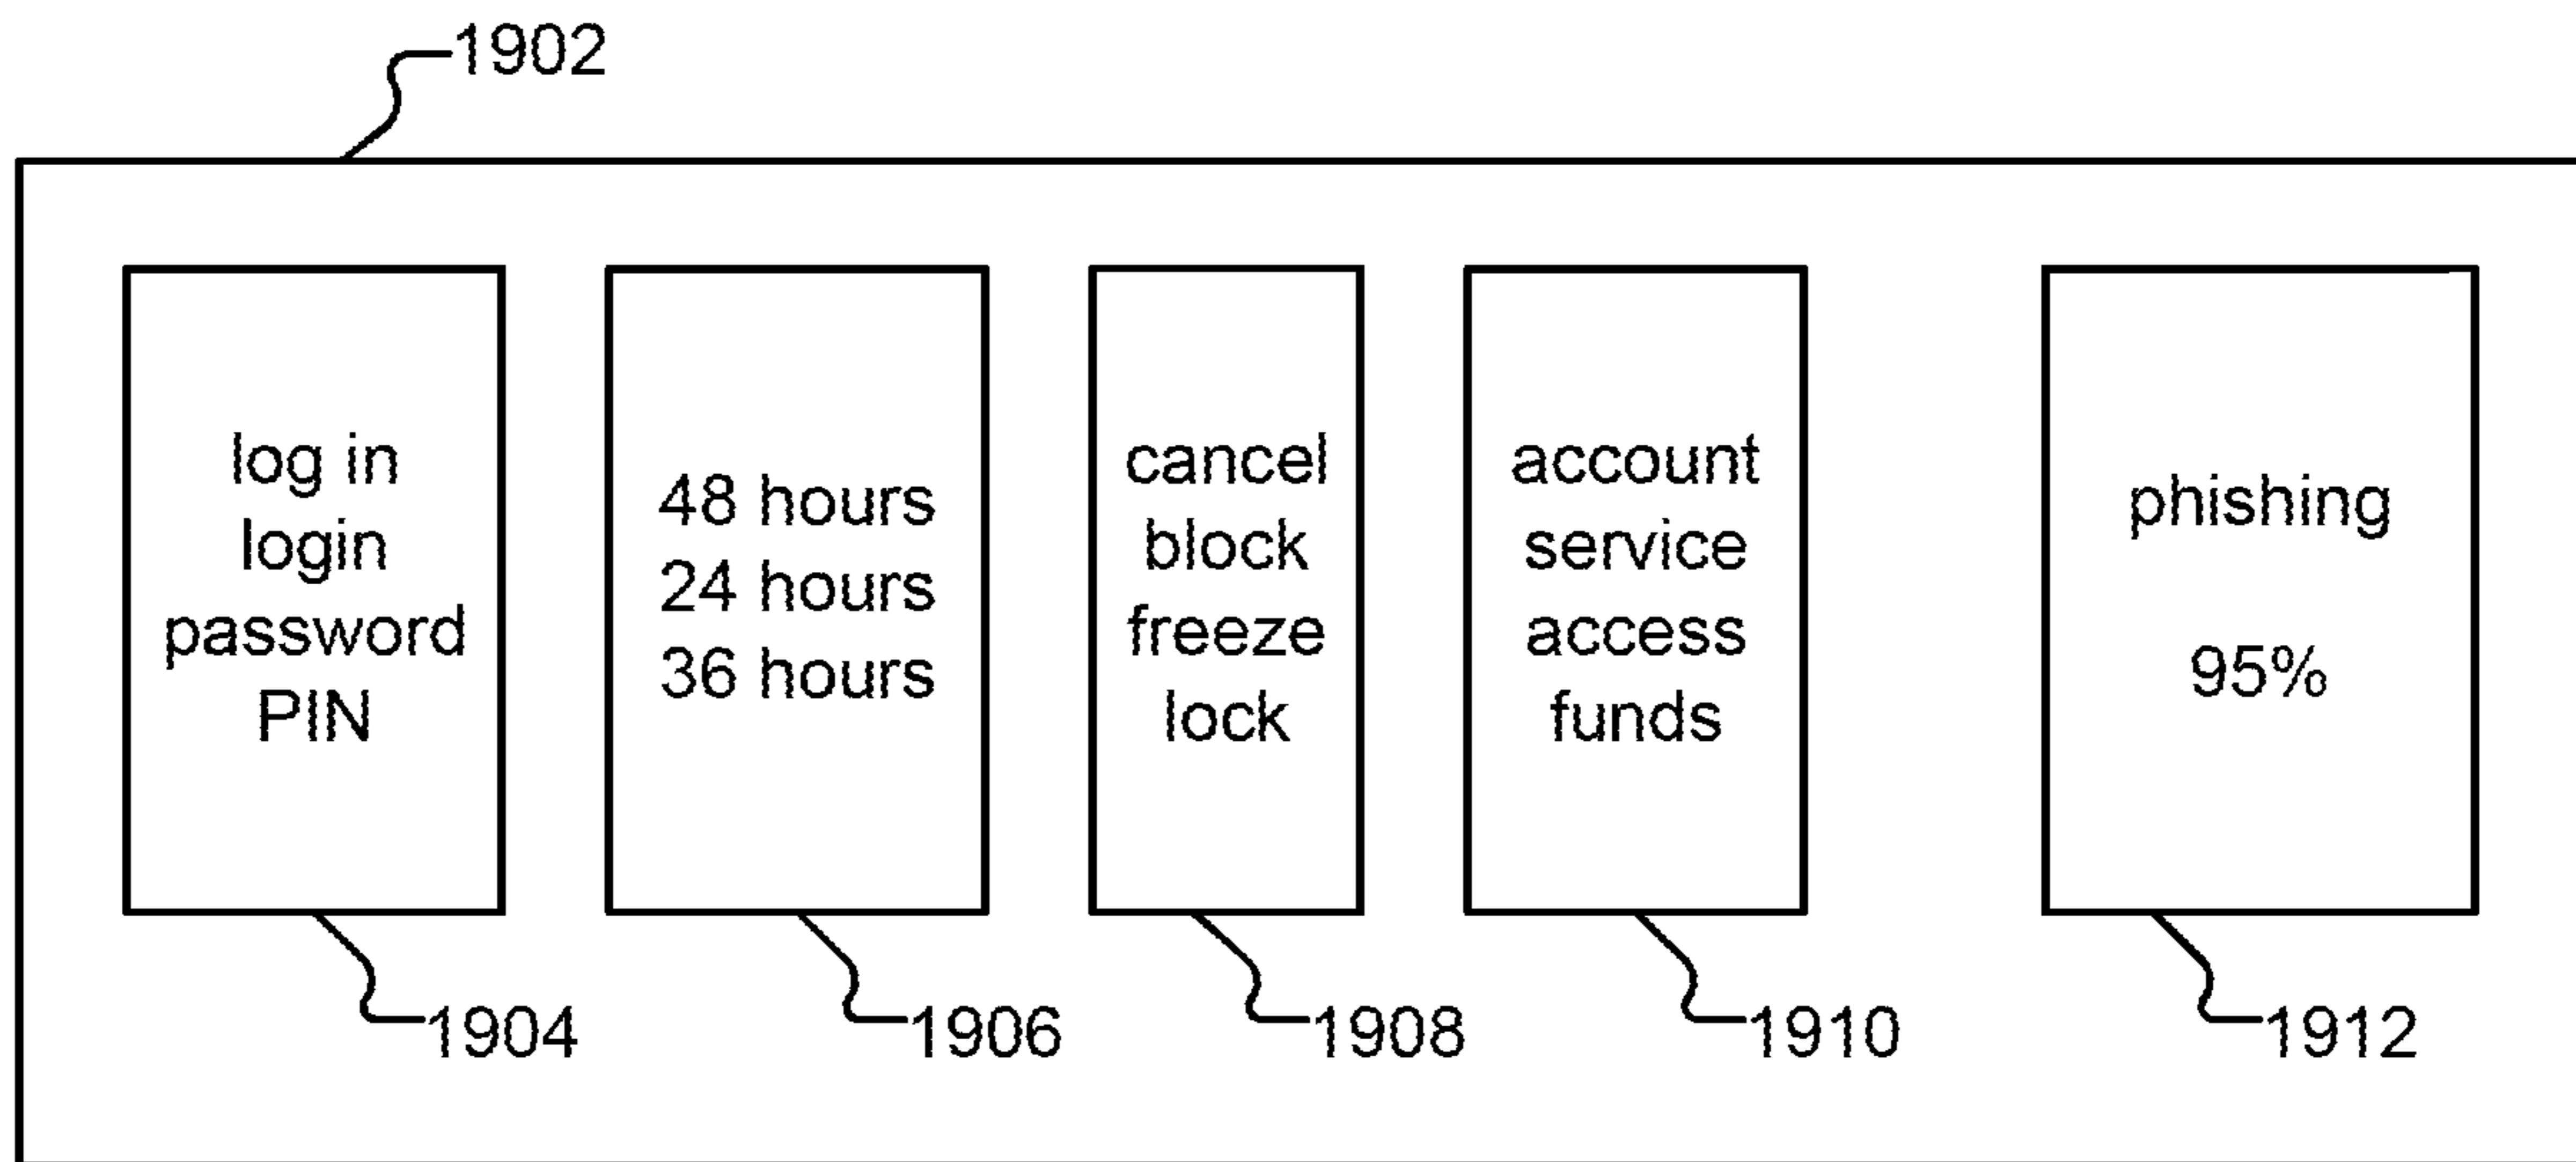 1902
log in
login
password
PIN
48 hours
24 hours
36 hours
cancel
block
freeze
lock
account
service
access
funds
phishing
95%
1904
1906
1908
1910
1912